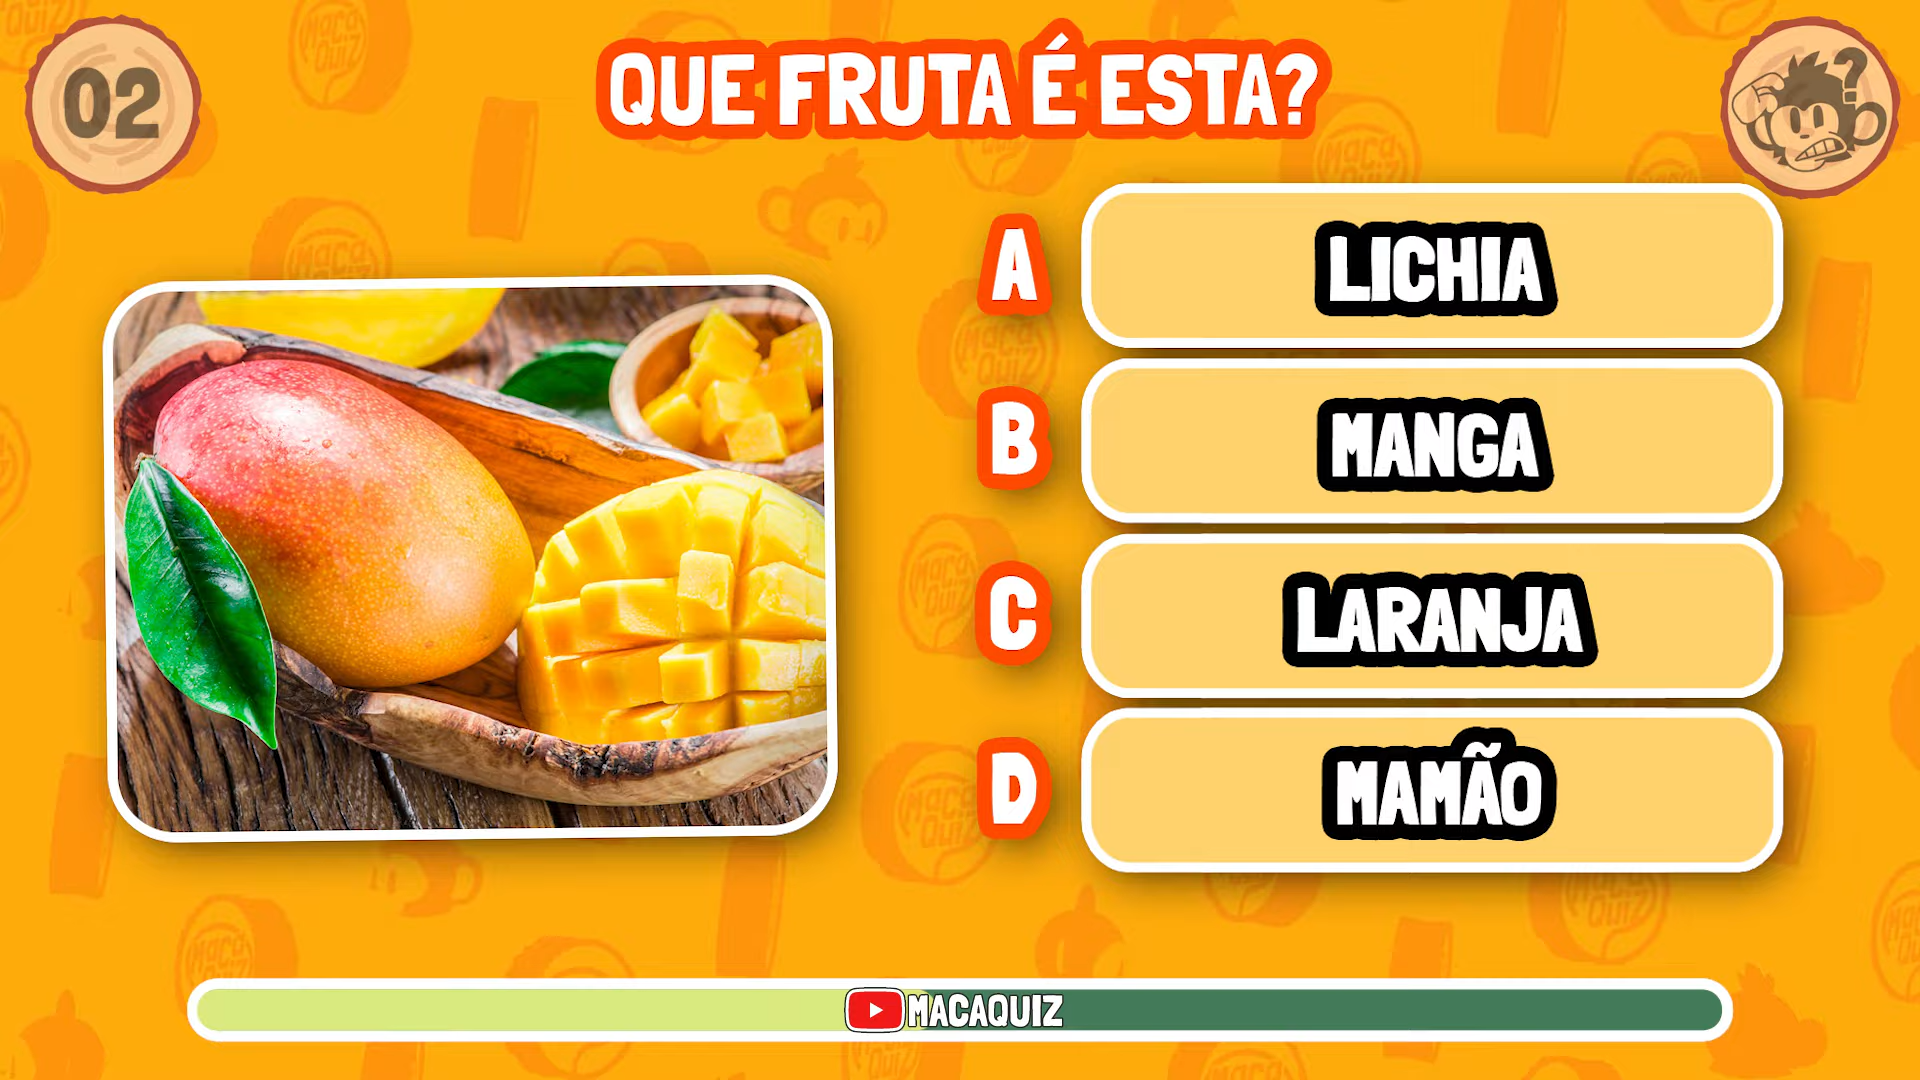 02
QUE FRUTA É ESTA?
?
A
LICHIA
B
MANGA
C
LARANJA
D
MAMÃO
MACAQUIZ